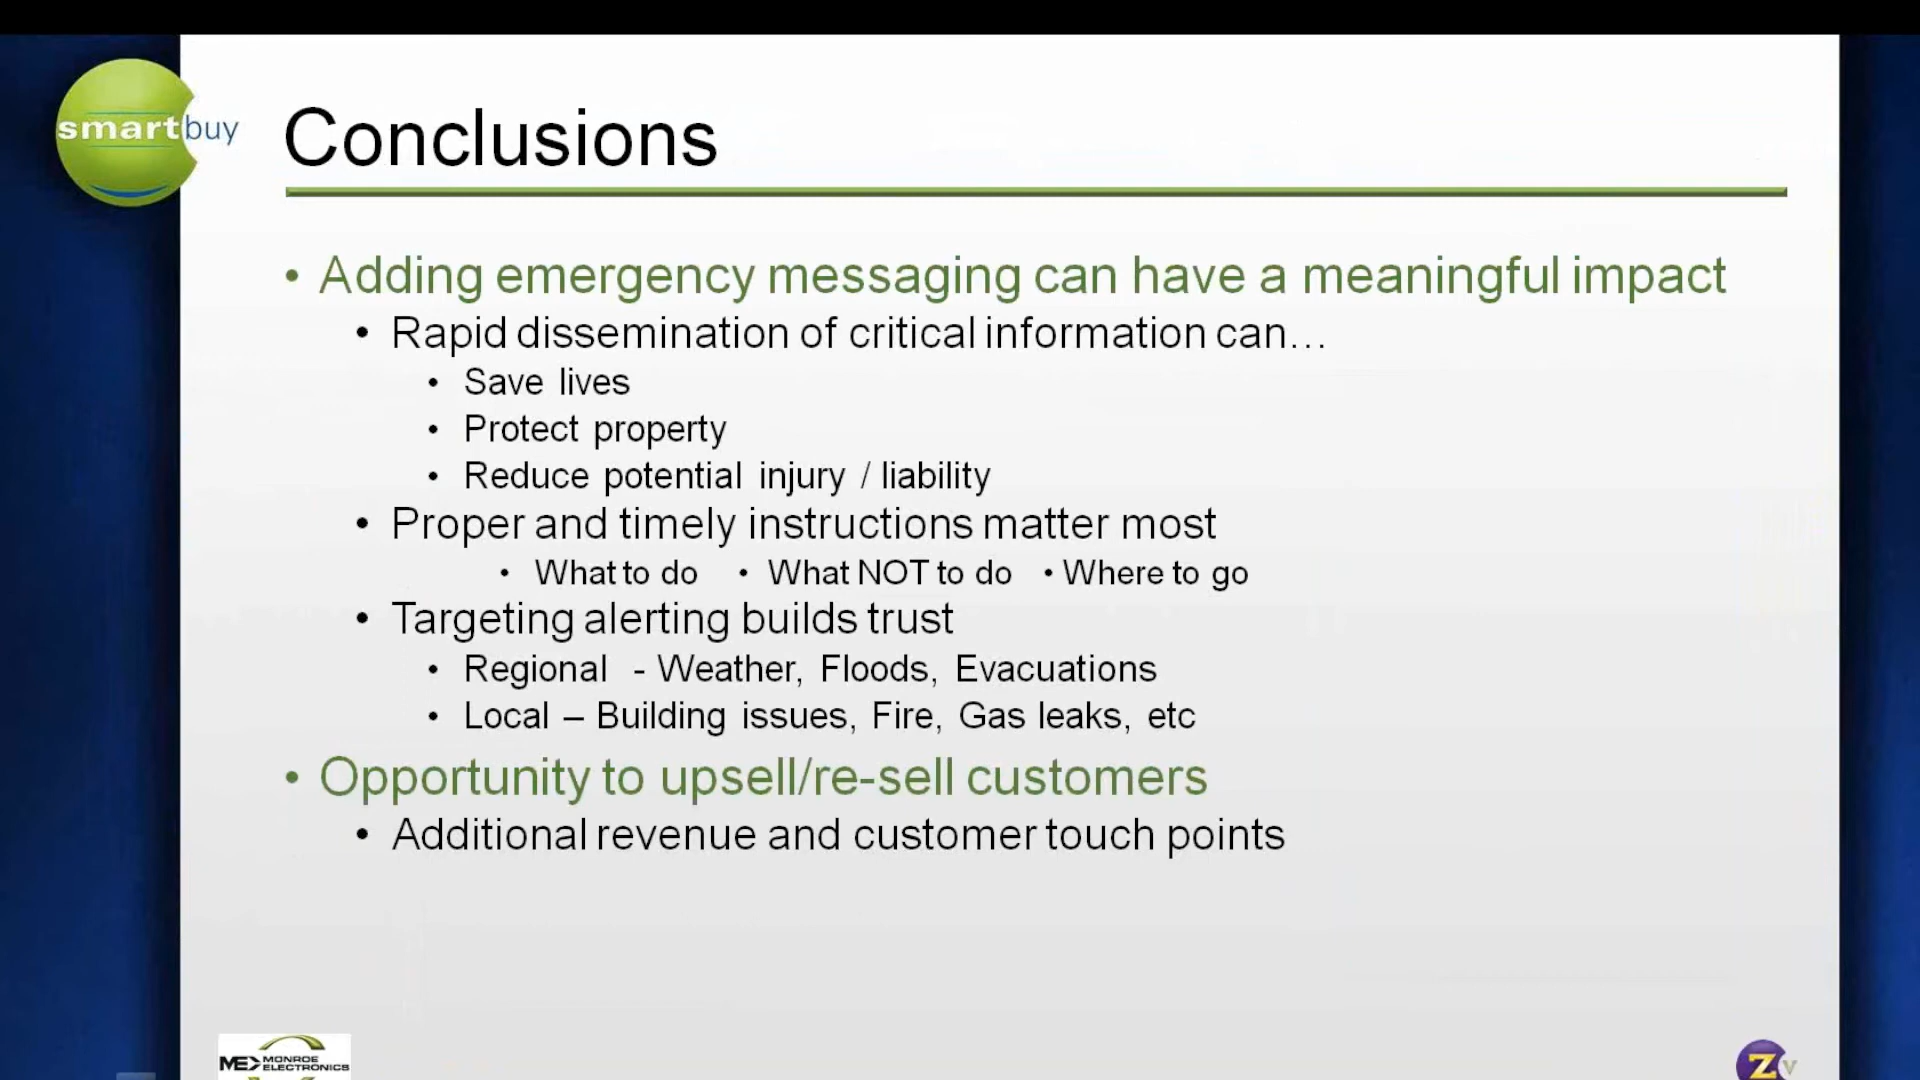 smartbuy
Conclusions
• Adding emergency messaging can have a meaningful impact
• Rapid dissemination of critical information can…
• Save lives
• Protect property
• Reduce potential injury / liability
• Proper and timely instructions matter most
• What to do • What NOT to do • Where to go
• Targeting alerting builds trust
• Regional - Weather, Floods, Evacuations
• Local – Building issues, Fire, Gas leaks, etc
• Opportunity to upsell/re-sell customers
• Additional revenue and customer touch points
ME MONROE
ELECTRONICS
Zv